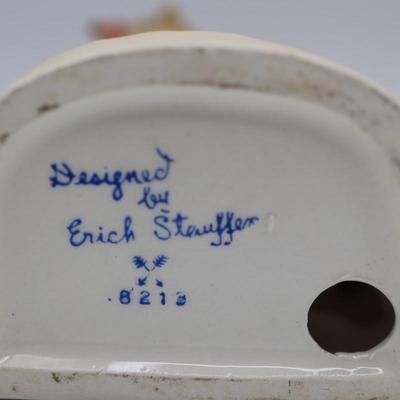 Designed
by
Erich Stauffer
8213